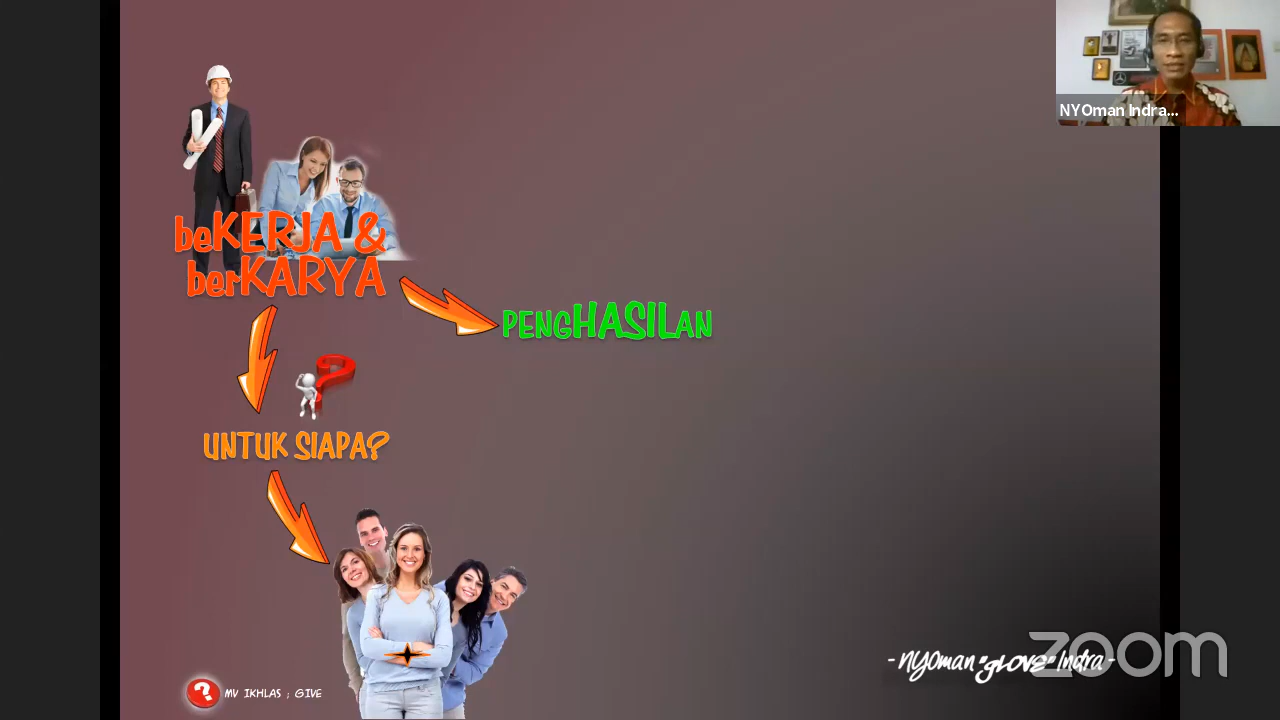 NYOman Indra...
beKERJA &
berKARYA
PENGHASILAN
UNTUK SIAPA?
MV IKHLAS ; GIVE
-nyOman "gLOVE" Indra-
zoom